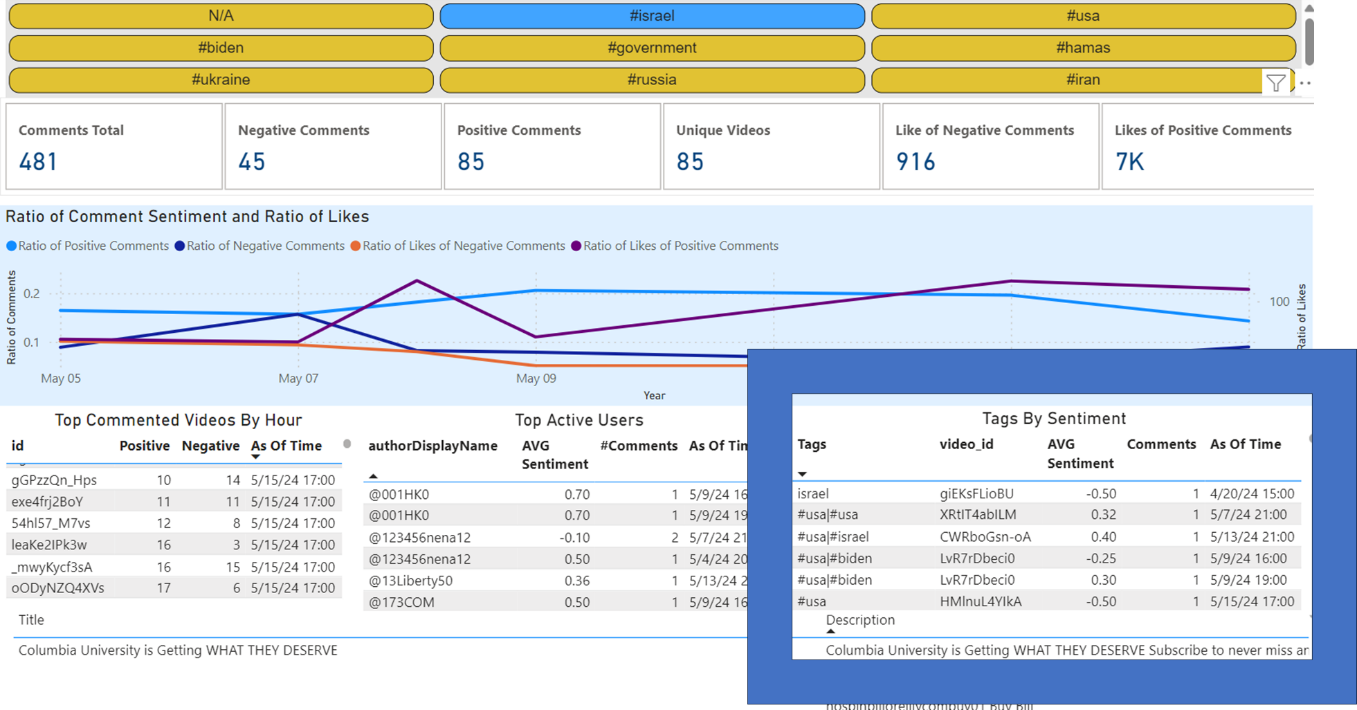 N/A #israel #usa
#biden #government #hamas
#ukraine #russia #iran
Comments Total Negative Comments Positive Comments Unique Videos Like of Negative Comments Likes of Positive Comments
481 45 85 85 916 7K
Ratio of Comment Sentiment and Ratio of Likes
Ratio of Positive Comments Ratio of Negative Comments Ratio of Likes of Negative Comments Ratio of Likes of Positive Comments
Ratio of Comments
0.2
0.1
100
Ratio of Likes
May 05 May 07 May 09
Year
Top Commented Videos By Hour
id Positive Negative As Of Time
gGPzzQn_Hps 10 14 5/15/24 17:00
exe4frj2BoY 11 11 5/15/24 17:00
54hl57_M7vs 12 8 5/15/24 17:00
leaKe2IPk3w 16 3 5/15/24 17:00
_mwyKycf3sA 16 15 5/15/24 17:00
oODyNZQ4XVs 17 6 5/15/24 17:00
Top Active Users
authorDisplayName AVG Sentiment #Comments As Of Tim
@001HK0 0.70 1 5/9/24 16
@001HK0 0.70 1 5/9/24 19
@123456nena12 -0.10 2 5/7/24 21
@123456nena12 0.50 1 5/4/24 20
@13Liberty50 0.36 1 5/13/24 2
@173COM 0.50 1 5/9/24 16
Tags By Sentiment
Tags video_id AVG Sentiment Comments As Of Time
israel giEKsFLioBU -0.50 1 4/20/24 15:00
#usa|#usa XRtIT4abILM 0.32 1 5/7/24 21:00
#usa|#israel CWRboGsn-oA 0.40 1 5/13/24 21:00
#usa|#biden LvR7rDbeci0 -0.25 1 5/9/24 16:00
#usa|#biden LvR7rDbeci0 0.30 1 5/9/24 19:00
#usa HMlnuL4YIkA -0.50 1 5/15/24 17:00
Title
Columbia University is Getting WHAT THEY DESERVE
Description
Columbia University is Getting WHAT THEY DESERVE Subscribe to never miss an